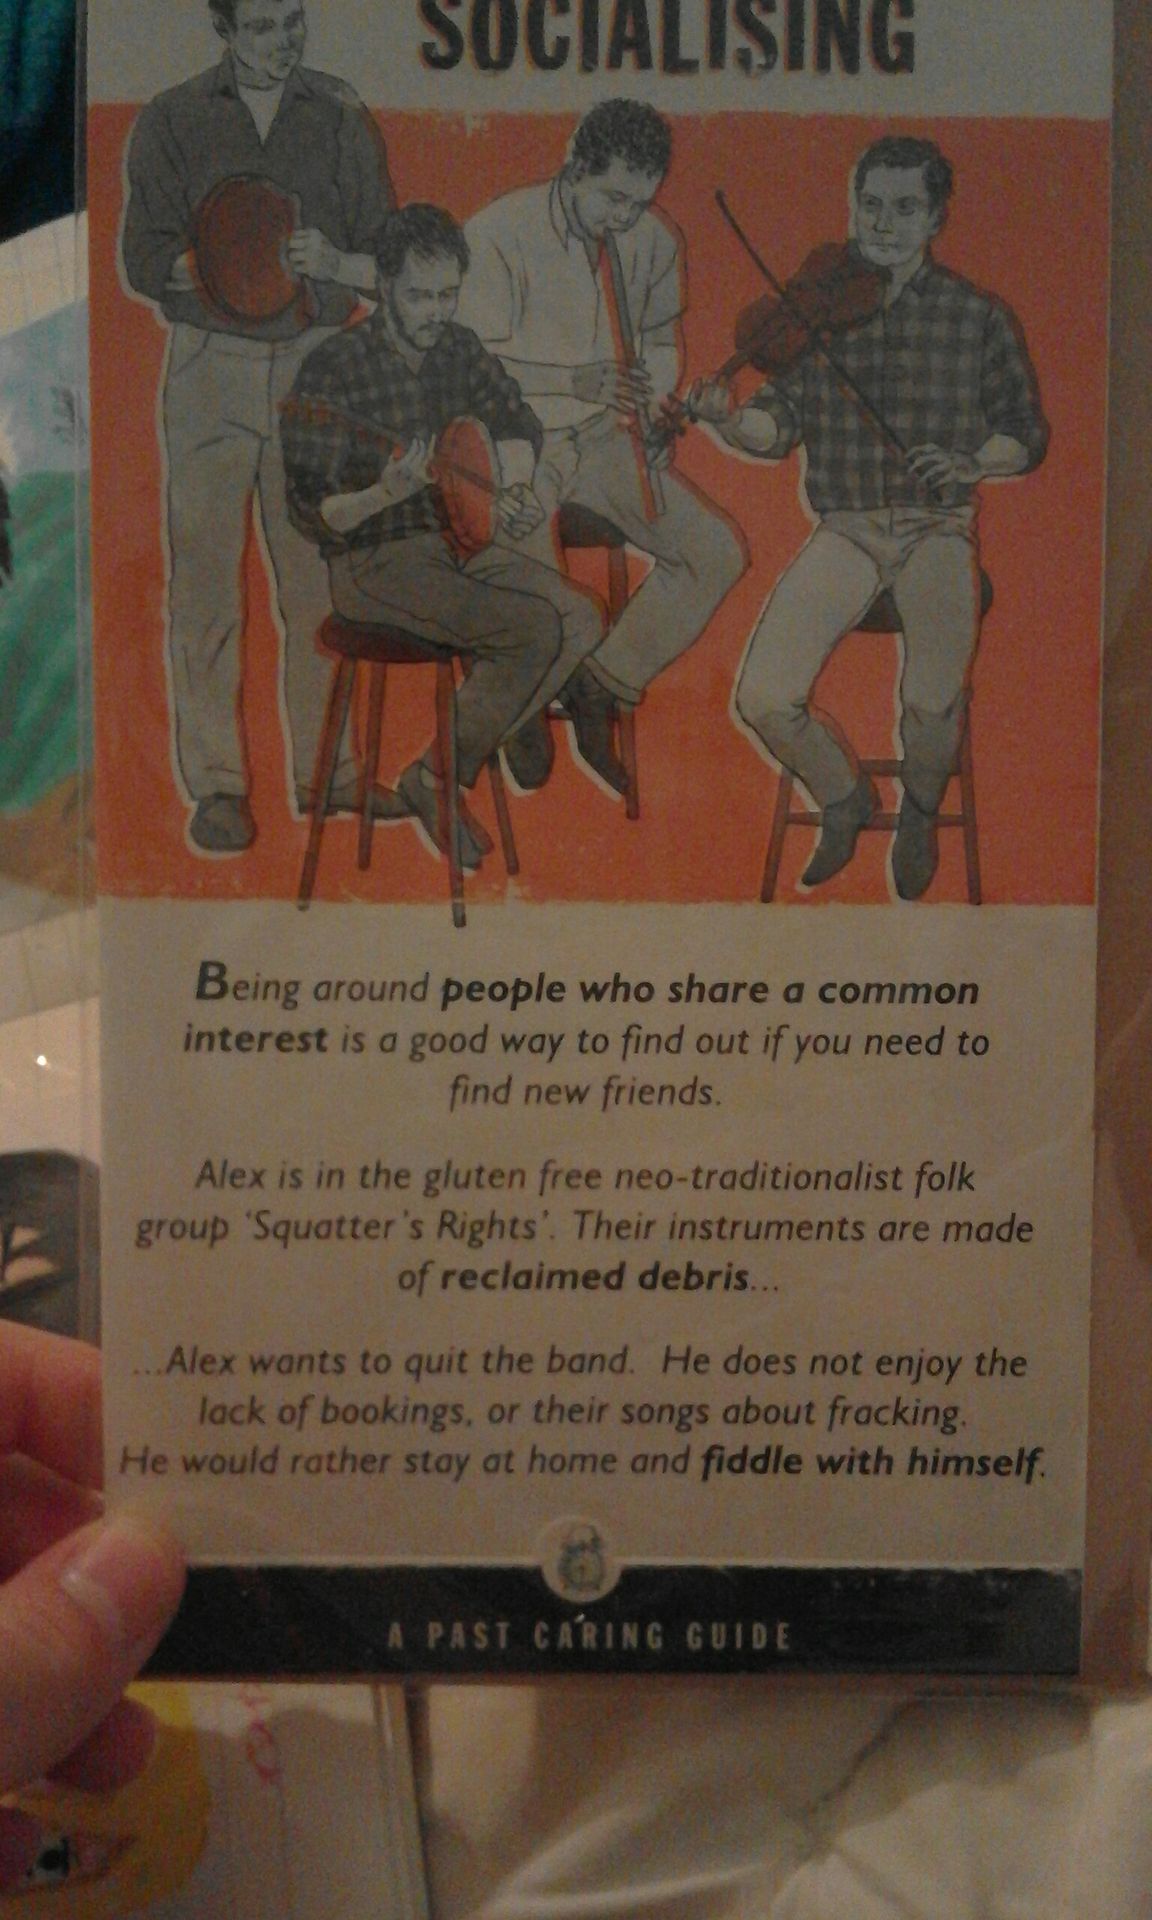 SOCIALISING
Being around people who share a common
interest is a good way to find out if you need to
find new friends.
Alex is in the gluten free neo-traditionalist folk
group ‘Squatter’s Rights’. Their instruments are made
of reclaimed debris...
...Alex wants to quit the band. He does not enjoy the
lack of bookings, or their songs about fracking.
He would rather stay at home and fiddle with himself.
A PAST CARING GUIDE